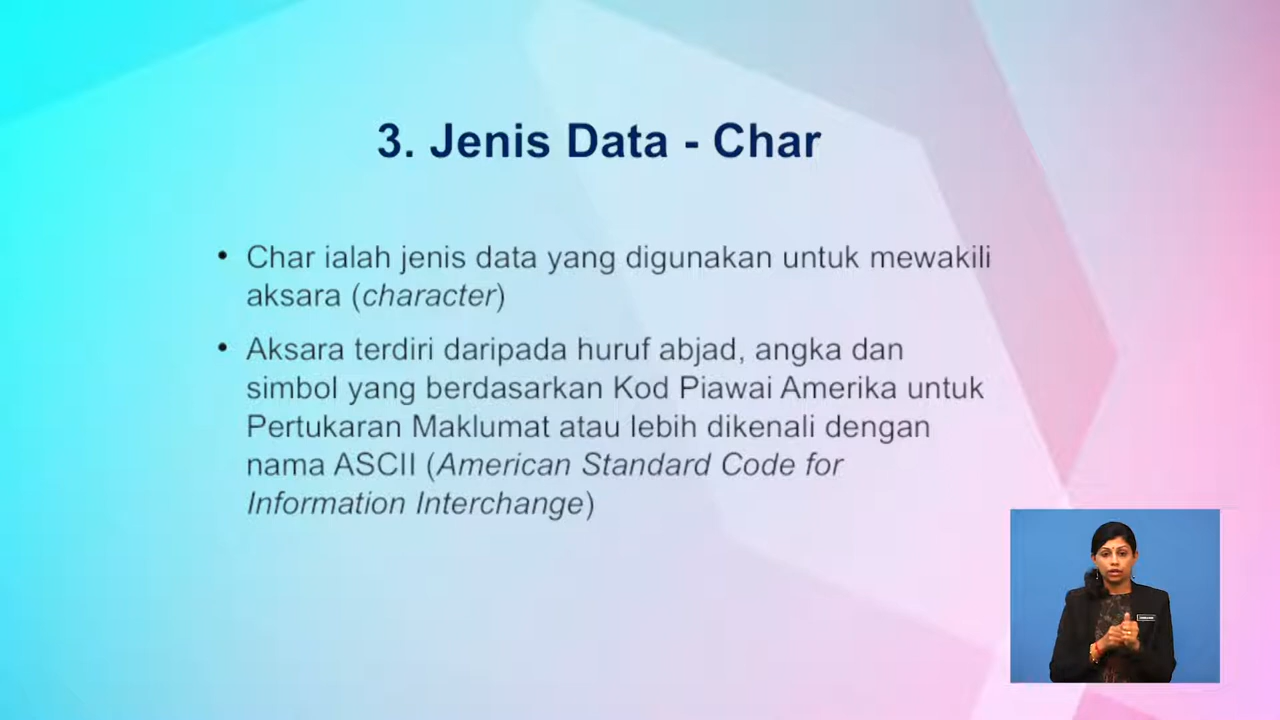 3. Jenis Data - Char
• Char ialah jenis data yang digunakan untuk mewakili
aksara (character)
• Aksara terdiri daripada huruf abjad, angka dan
simbol yang berdasarkan Kod Piawai Amerika untuk
Pertukaran Maklumat atau lebih dikenali dengan
nama ASCII (American Standard Code for
Information Interchange)